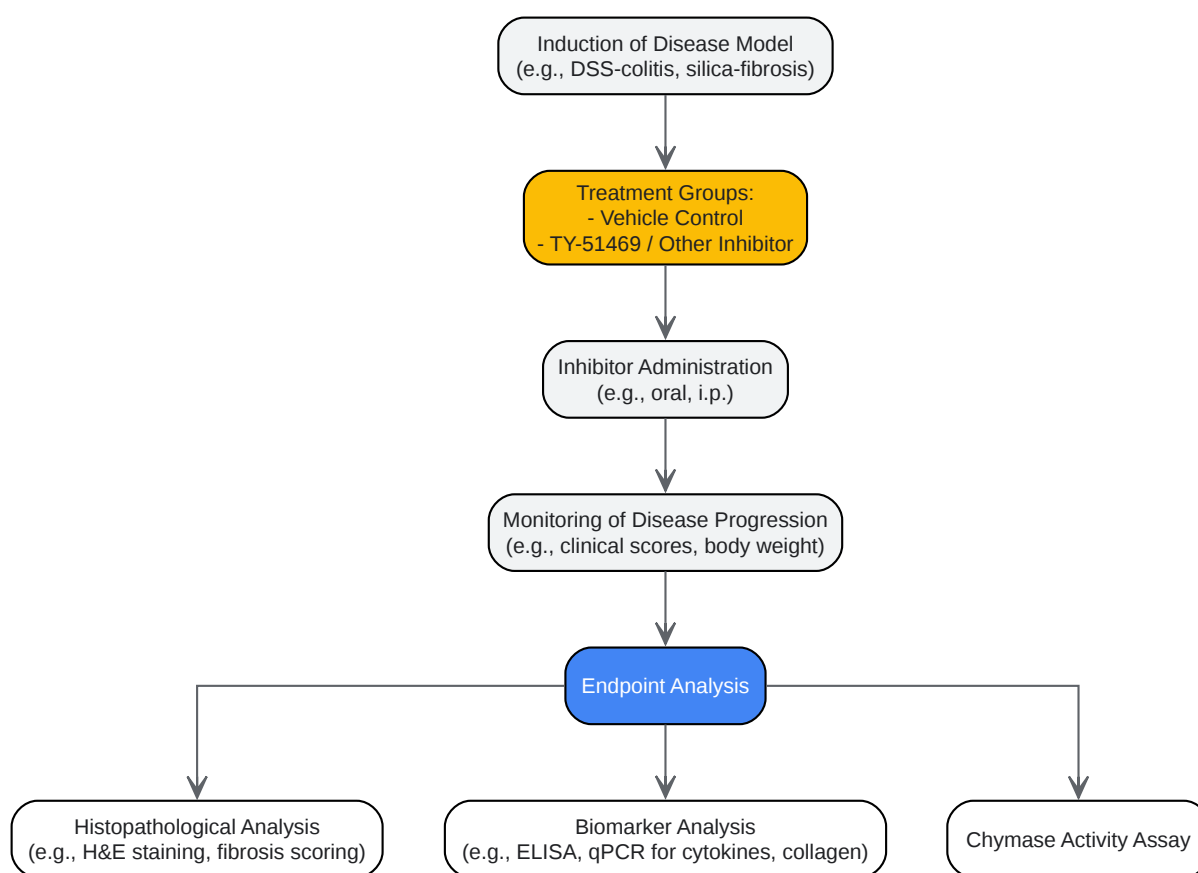 Induction of Disease Model
(e.g., DSS-colitis, silica-fibrosis)
Treatment Groups:
- Vehicle Control
- TY-51469 / Other Inhibitor
Inhibitor Administration
(e.g., oral, i.p.)
Monitoring of Disease Progression
(e.g., clinical scores, body weight)
Endpoint Analysis
Histopathological Analysis
(e.g., H&E staining, fibrosis scoring)
Biomarker Analysis
(e.g., ELISA, qPCR for cytokines, collagen)
Chymase Activity Assay